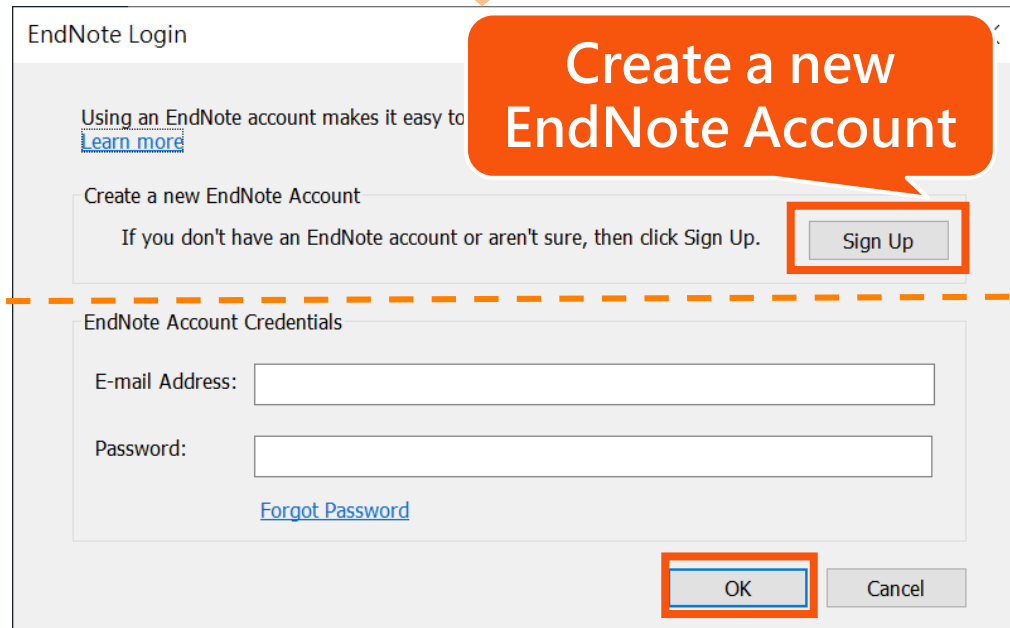 EndNote Login
Create a new
EndNote Account
Using an EndNote account makes it easy to
Learn more
Create a new EndNote Account
If you don't have an EndNote account or aren't sure, then click Sign Up.
Sign Up
EndNote Account Credentials
E-mail Address:
Password:
Forgot Password
OK
Cancel